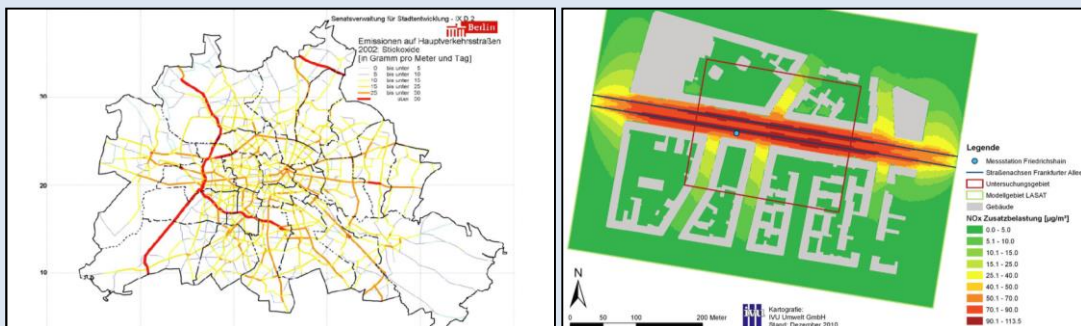 Senatsverwaltung für Stadtentwicklung - IX D 2
Berlin
Emissionen auf Hauptverkehrsstraßen
2002: Stickoxide
[in Gramm pro Meter und Tag]
0 bis unter 5
5 bis unter 10
10 bis unter 15
15 bis unter 25
25 bis unter 30
über 30
30
20
10
Legende
Messstation Friedrichshain
Straßenachsen Frankfurter Allee
Untersuchungsgebiet
Modellgebiet LASAT
Gebäude
NOx Zusatzbelastung [µg/m³]
0.0 - 5.0
5.1 - 10.0
10.1 - 15.0
15.1 - 25.0
25.1 - 40.0
40.1 - 50.0
50.1 - 70.0
70.1 - 90.0
90.1 - 113.5
N
0 50 100 200 Meter
IVU
Kartografie:
IVU Umwelt GmbH
Stand: Dezember 2010